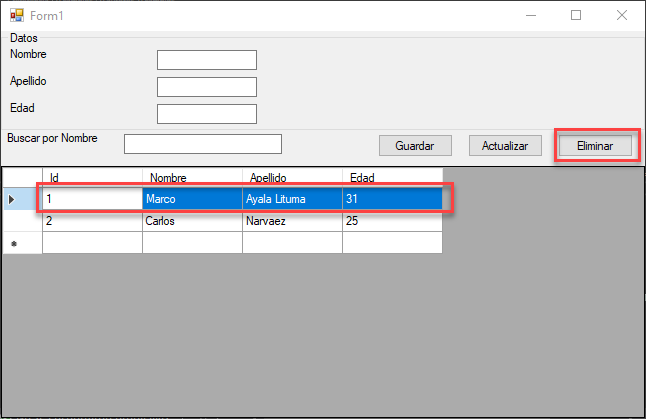 Form1
Datos
Nombre
Apellido
Edad
Buscar por Nombre Guardar Actualizar Eliminar
Id Nombre Apellido Edad
1 Marco Ayala Lituma 31
2 Carlos Narvaez 25